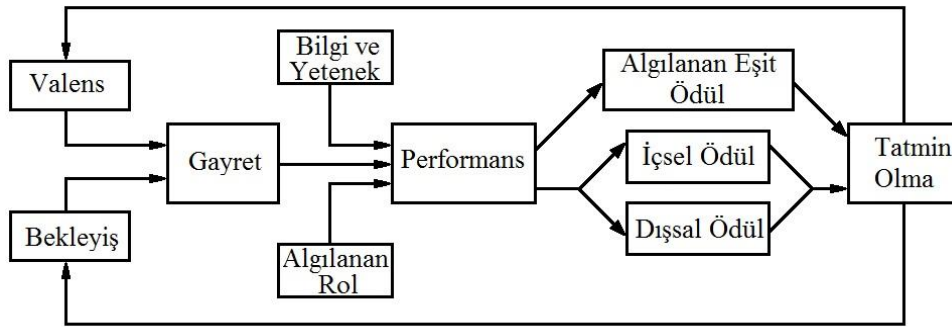 Valens
Bekleyiş
Gayret
Bilgi ve
Yetenek
Algılanan
Rol
Performans
Algılanan Eşit
Ödül
İçsel Ödül
Dışsal Ödül
Tatmin
Olma